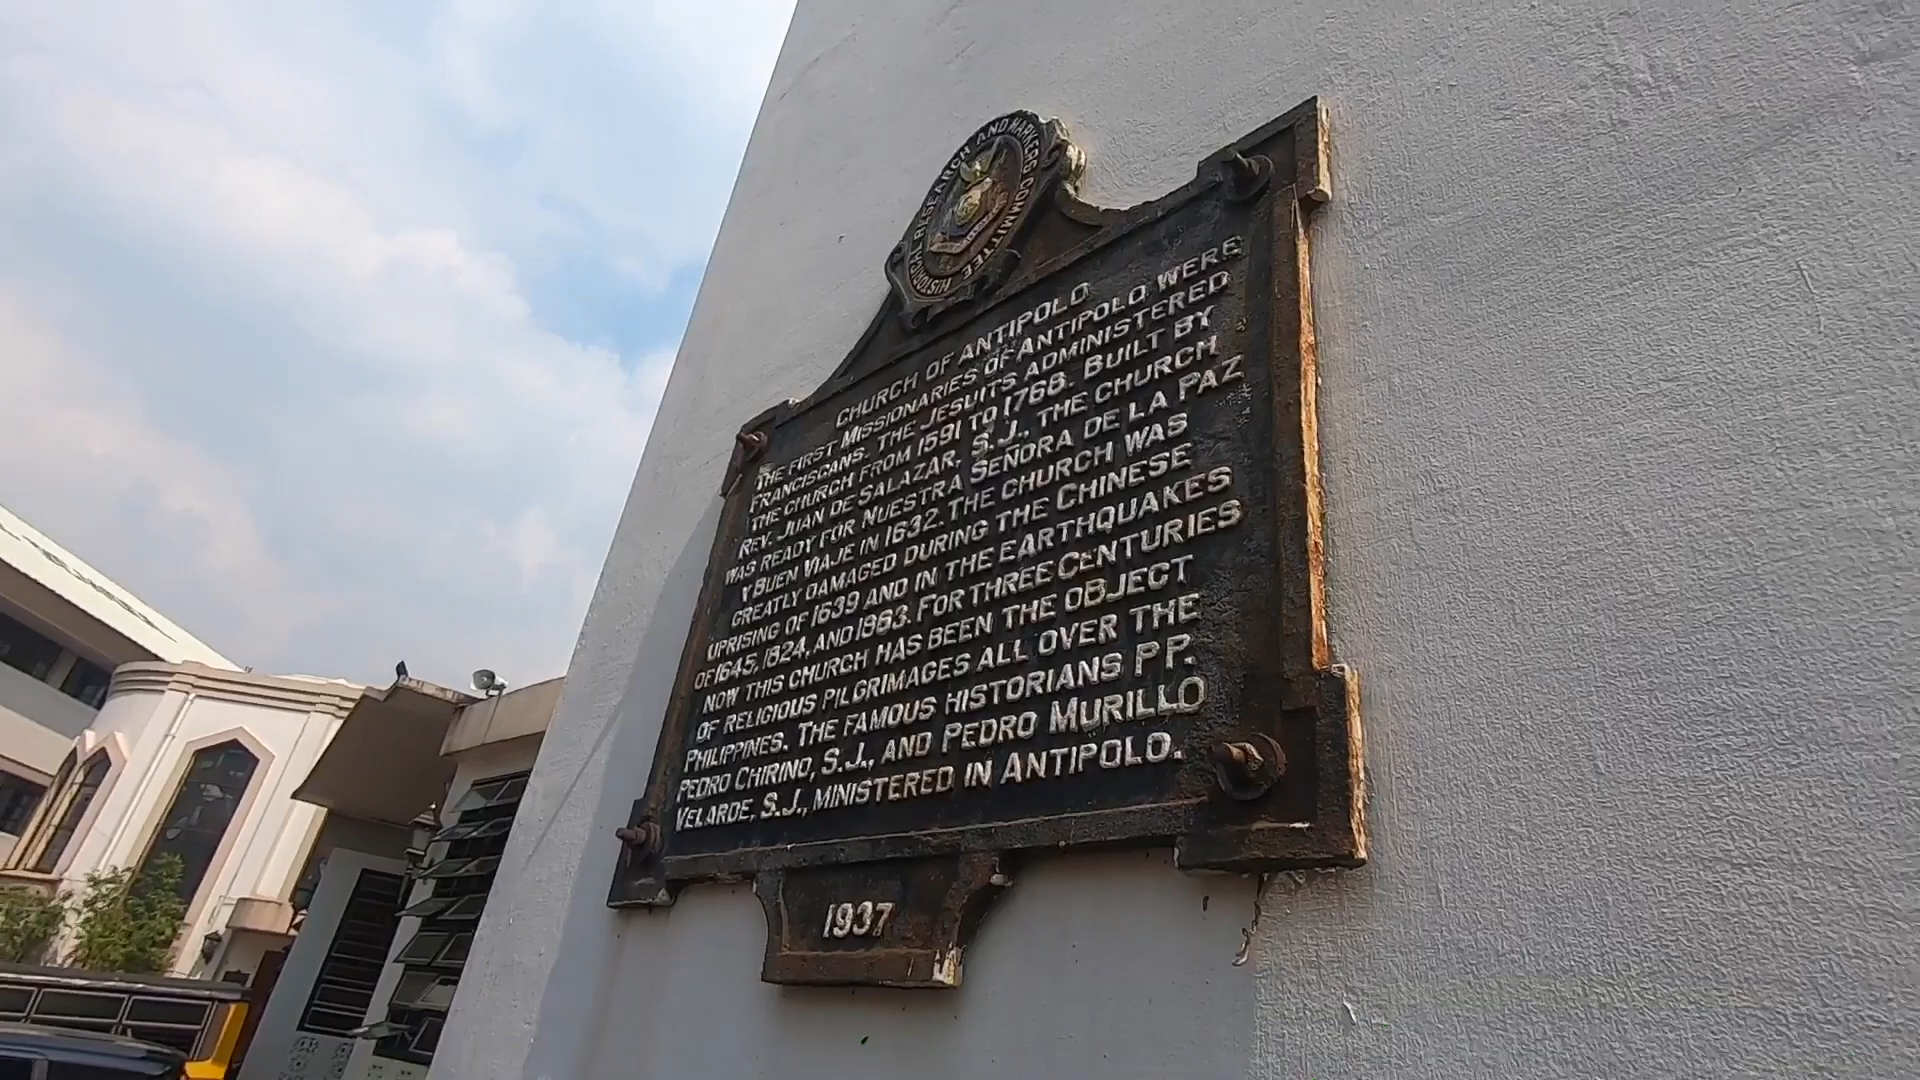 HISTORICAL RESEARCH AND MARKERS COMMITTEE
CHURCH OF ANTIPOLO
THE FIRST MISSIONARIES OF ANTIPOLO WERE
FRANCISCANS. THE JESUITS ADMINISTERED
THE CHURCH FROM 1591 TO 1768. BUILT BY
REV. JUAN DE SALAZAR, S.J., THE CHURCH
WAS READY FOR NUESTRA SEÑORA DE LA PAZ
Y BUEN VIAJE IN 1632. THE CHURCH WAS
GREATLY DAMAGED DURING THE CHINESE
UPRISING OF 1639 AND IN THE EARTHQUAKES
OF 1645, 1824, AND 1863. FOR THREE CENTURIES
NOW THIS CHURCH HAS BEEN THE OBJECT
OF RELIGIOUS PILGRIMAGES ALL OVER THE
PHILIPPINES. THE FAMOUS HISTORIANS PP.
PEDRO CHIRINO, S.J., AND PEDRO MURILLO
VELARDE, S.J., MINISTERED IN ANTIPOLO.
1937